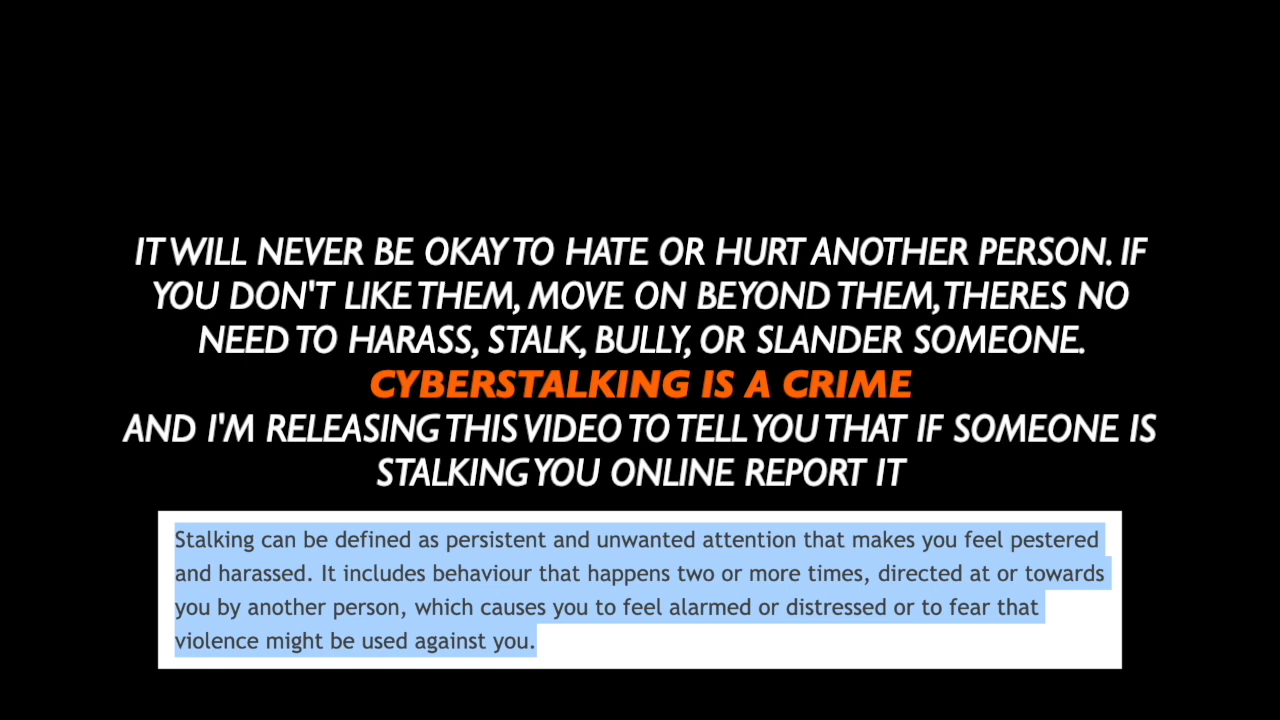 IT WILL NEVER BE OKAY TO HATE OR HURT ANOTHER PERSON. IF
YOU DON'T LIKE THEM, MOVE ON BEYOND THEM, THERES NO
NEED TO HARASS, STALK, BULLY, OR SLANDER SOMEONE.
CYBERSTALKING IS A CRIME
AND I'M RELEASING THIS VIDEO TO TELL YOU THAT IF SOMEONE IS
STALKING YOU ONLINE REPORT IT
Stalking can be defined as persistent and unwanted attention that makes you feel pestered
and harassed. It includes behaviour that happens two or more times, directed at or towards
you by another person, which causes you to feel alarmed or distressed or to fear that
violence might be used against you.